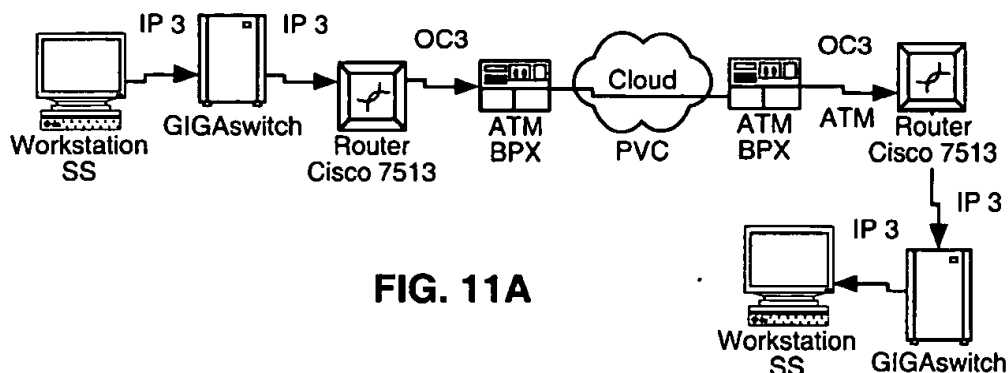 IP 3
IP 3
OC3
OC3
Cloud
Workstation
SS
GIGAswitch
Router
Cisco 7513
ATM
BPX
PVC
ATM
BPX
ATM
Router
Cisco 7513
IP 3
IP 3
FIG. 11A
Workstation
SS
GIGAswitch